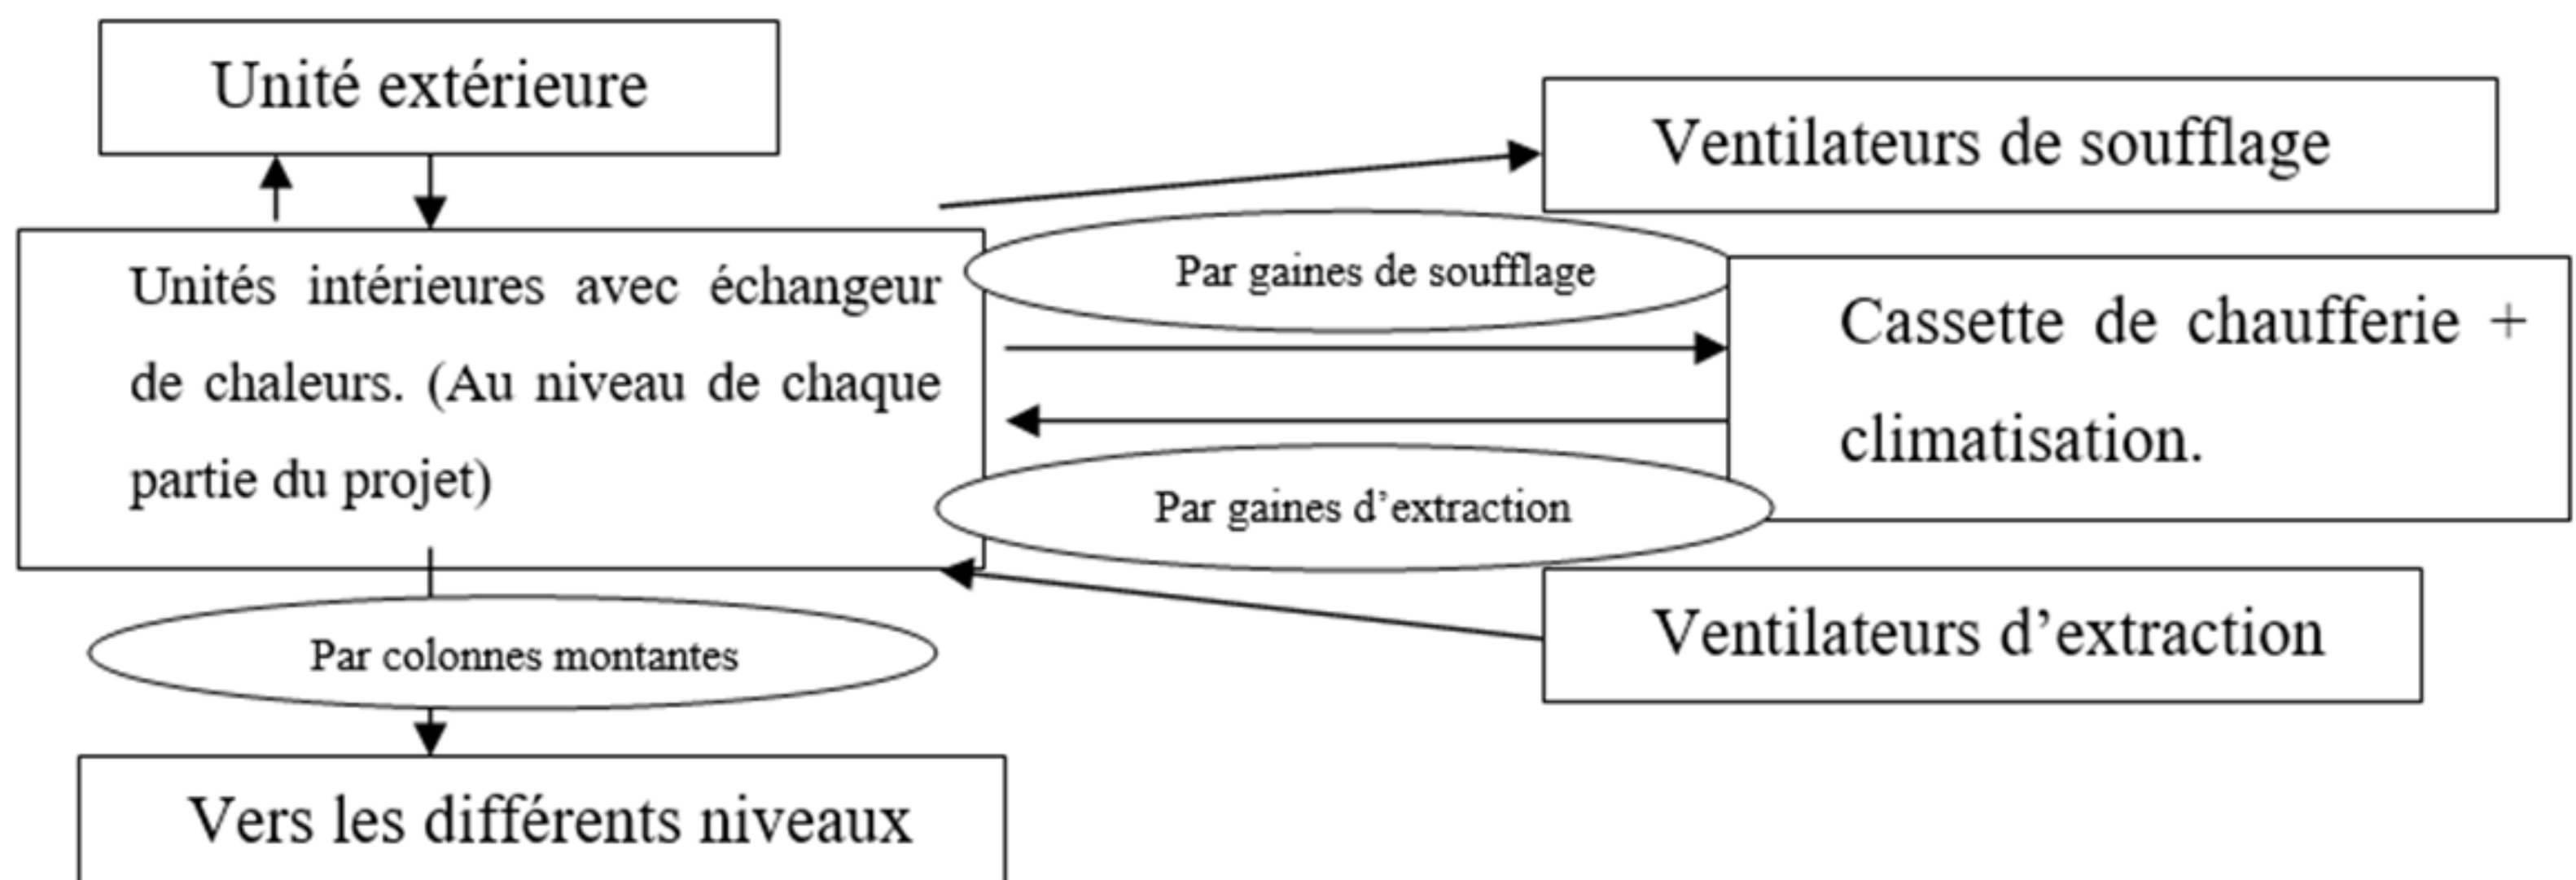 Unité extérieure
Ventilateurs de soufflage
Par gaines de soufflage
Unités intérieures avec échangeur
de chaleurs. (Au niveau de chaque
partie du projet)
Cassette de chaufferie +
climatisation.
Par gaines d’extraction
Ventilateurs d’extraction
Par colonnes montantes
Vers les différents niveaux